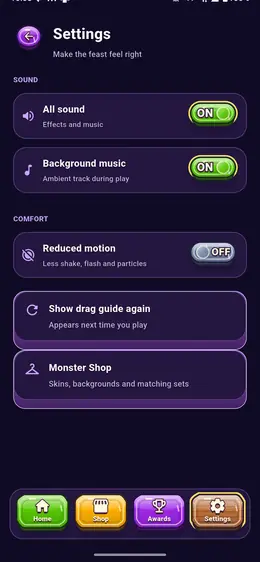 Settings
Make the feast feel right
SOUND
All sound
Effects and music
ON
Background music
Ambient track during play
ON
COMFORT
Reduced motion
Less shake, flash and particles
OFF
Show drag guide again
Appears next time you play
Monster Shop
Skins, backgrounds and matching sets
Home
Shop
Awards
Settings